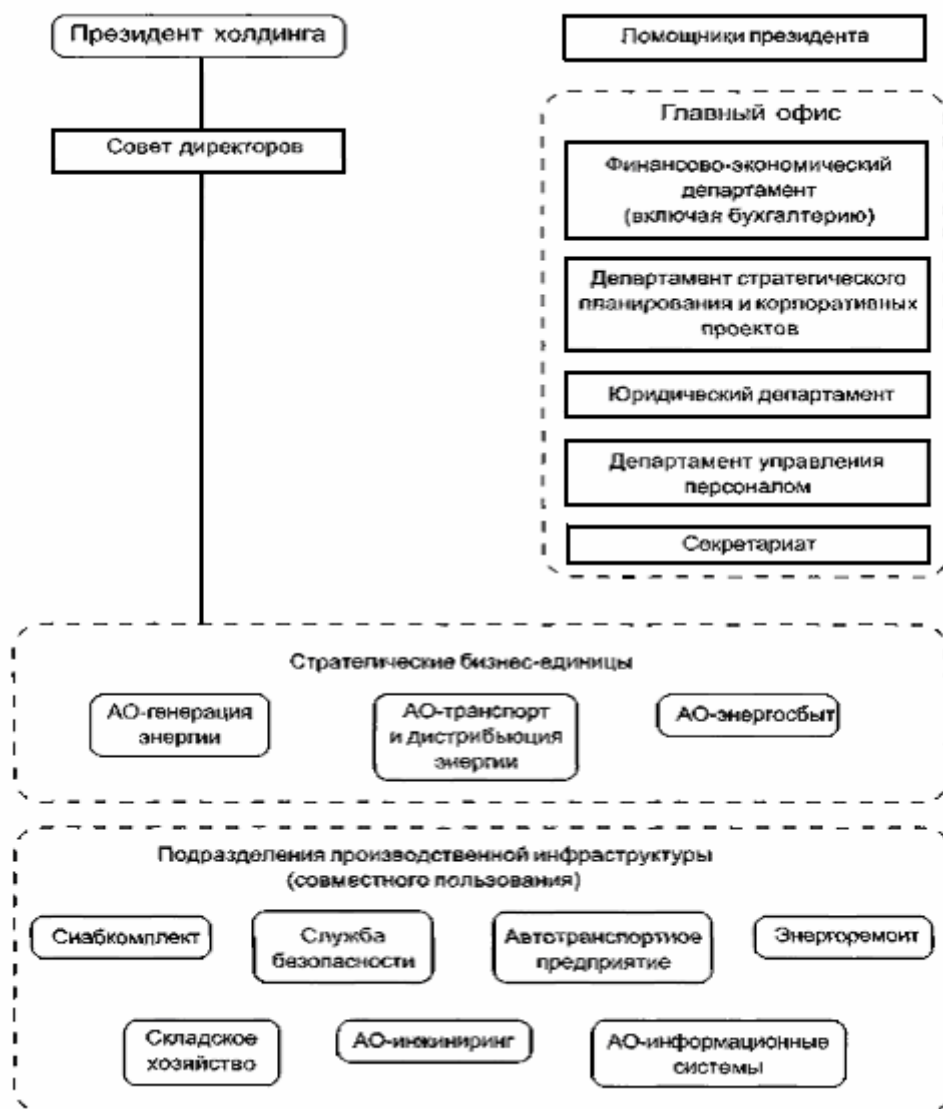 Президент холдинга
Помощники президента
Совет директоров
Главный офис
Финансово-экономический
департамент
(включая бухгалтерию)
Департамент стратегического
планирования и корпоративных
проектов
Юридический департамент
Департамент управления
персоналом
Секретариат
Стратегические бизнес-единицы
АО-генерация
энергии
АО-транспорт
и дистрибьюция
энергии
АО-энергосбыт
Подразделения производственной инфраструктуры
(совместного пользования)
Снабкомплект
Служба
безопасности
Автотранспортное
предприятие
Энергоремонт
Складское
хозяйство
АО-инжиниринг
АО-информационные
системы